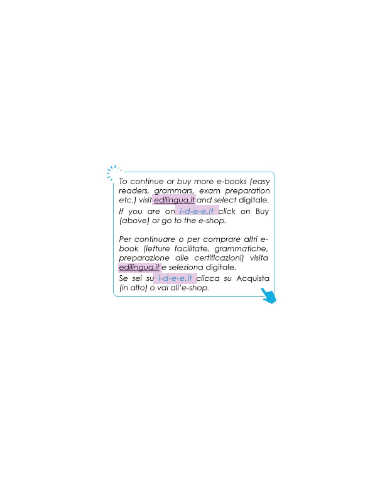 To continue or buy more e-books (easy
readers, grammars, exam preparation
etc.) visit edilingua.it and select digitale.
If you are on i-d-e-e.it click on Buy
(above) or go to the e-shop.
Per continuare o per comprare altri e-
book (letture facilitate, grammatiche,
preparazione alle certificazioni) visita
edilingua.it e seleziona digitale.
Se sei su i-d-e-e.it clicca su Acquista
(in alto) o vai all'e-shop.